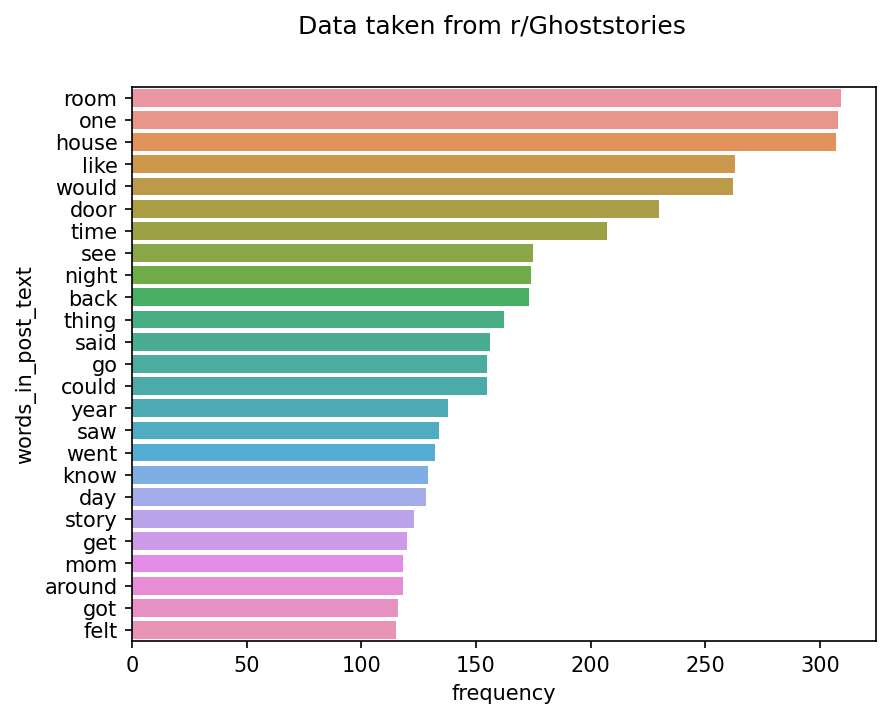 Data taken from r/Ghoststories
words_in_post_text
room
one
house
like
would
door
time
see
night
back
thing
said
go
could
year
saw
went
know
day
story
get
mom
around
got
felt
0 50 100 150 200 250 300
frequency